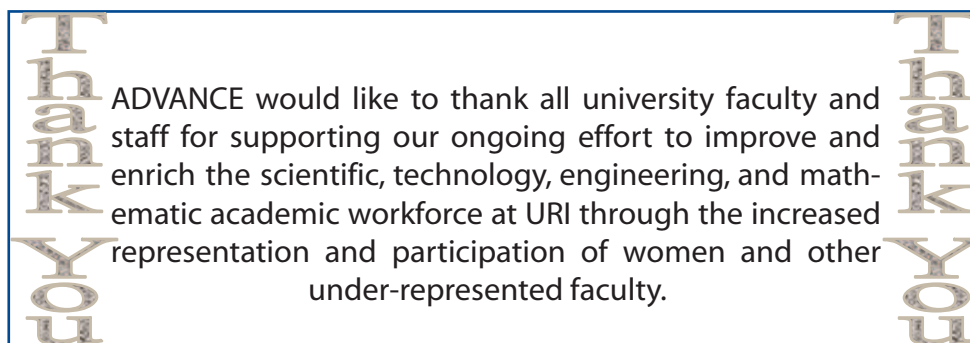 Thank You
ADVANCE would like to thank all university faculty and
staff for supporting our ongoing effort to improve and
enrich the scientific, technology, engineering, and math-
ematic academic workforce at URI through the increased
representation and participation of women and other
under-represented faculty.
Thank You